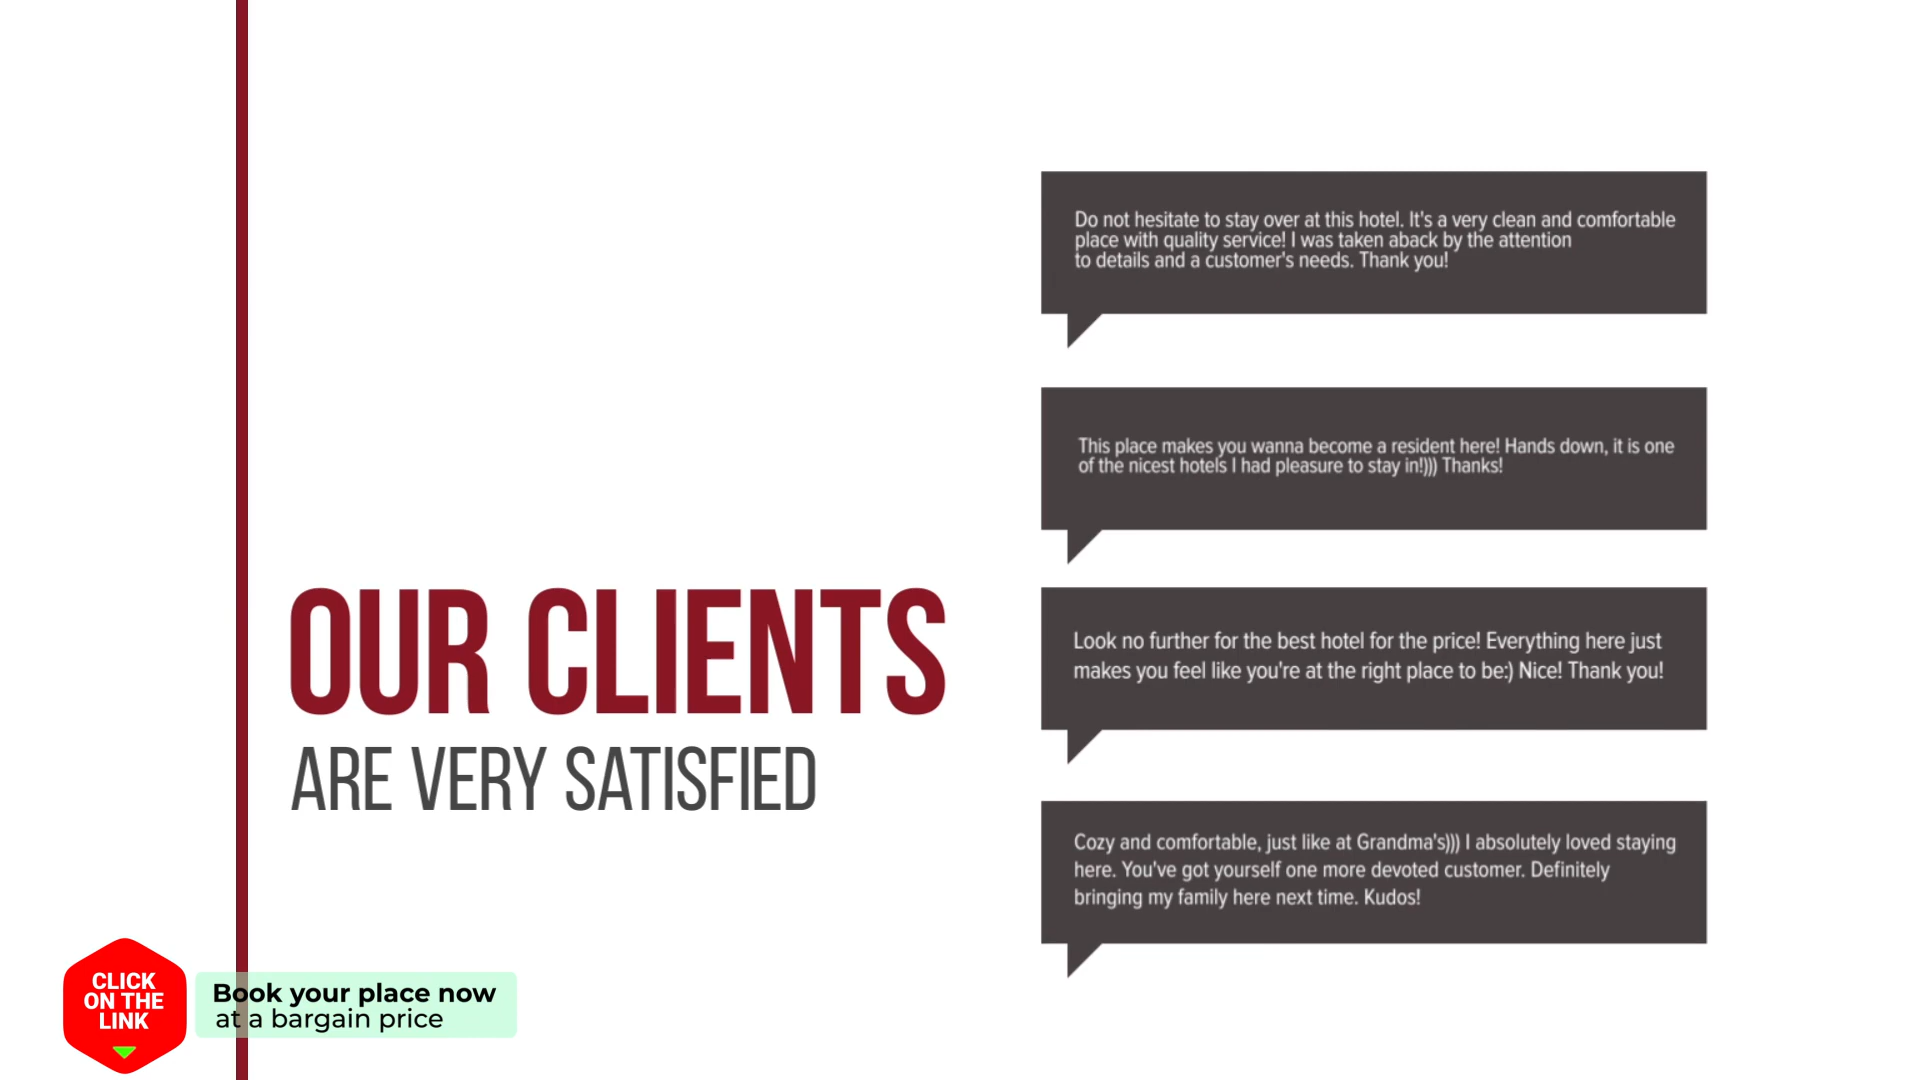 Do not hesitate to stay over at this hotel. It's a very clean and comfortable
place with quality service! I was taken aback by the attention
to details and a customer's needs. Thank you!
This place makes you wanna become a resident here! Hands down, it is one
of the nicest hotels I had pleasure to stay in!))) Thanks!
OUR CLIENTS
ARE VERY SATISFIED
Look no further for the best hotel for the price! Everything here just
makes you feel like you're at the right place to be:) Nice! Thank you!
Cozy and comfortable, just like at Grandma's))) I absolutely loved staying
here. You've got yourself one more devoted customer. Definitely
bringing my family here next time. Kudos!
CLICK
ON THE
LINK
Book your place now
at a bargain price